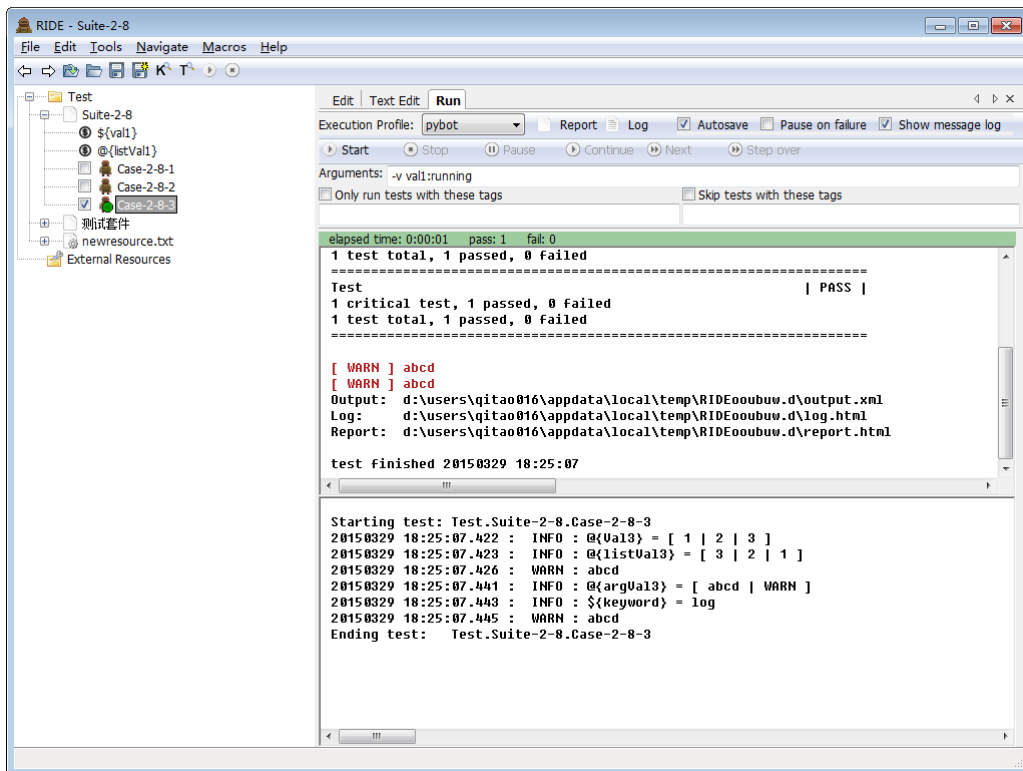 RIDE - Suite-2-8
File Edit Tools Navigate Macros Help
K T
Test
Suite-2-8
${val1}
@{listVal1}
Case-2-8-1
Case-2-8-2
Case-2-8-3
测试套件
newresource.txt
External Resources
Edit Text Edit Run
Execution Profile: pybot Report Log Autosave Pause on failure Show message log
Start Stop Pause Continue Next Step over
Arguments: -v val1:running
Only run tests with these tags Skip tests with these tags
elapsed time: 0:00:01 pass: 1 fail: 0
1 test total, 1 passed, 0 failed
==============================================================================
Test | PASS |
1 critical test, 1 passed, 0 failed
1 test total, 1 passed, 0 failed
==============================================================================
[ WARN ] abcd
[ WARN ] abcd
Output: d:\users\qitao016\appdata\local\temp\RIDEooubuw.d\output.xml
Log: d:\users\qitao016\appdata\local\temp\RIDEooubuw.d\log.html
Report: d:\users\qitao016\appdata\local\temp\RIDEooubuw.d\report.html
test finished 20150329 18:25:07
Starting test: Test.Suite-2-8.Case-2-8-3
20150329 18:25:07.422 : INFO : @{Val3} = [ 1 | 2 | 3 ]
20150329 18:25:07.423 : INFO : @{listVal3} = [ 3 | 2 | 1 ]
20150329 18:25:07.426 : WARN : abcd
20150329 18:25:07.441 : INFO : @{argVal3} = [ abcd | WARN ]
20150329 18:25:07.443 : INFO : ${keyword} = log
20150329 18:25:07.445 : WARN : abcd
Ending test: Test.Suite-2-8.Case-2-8-3